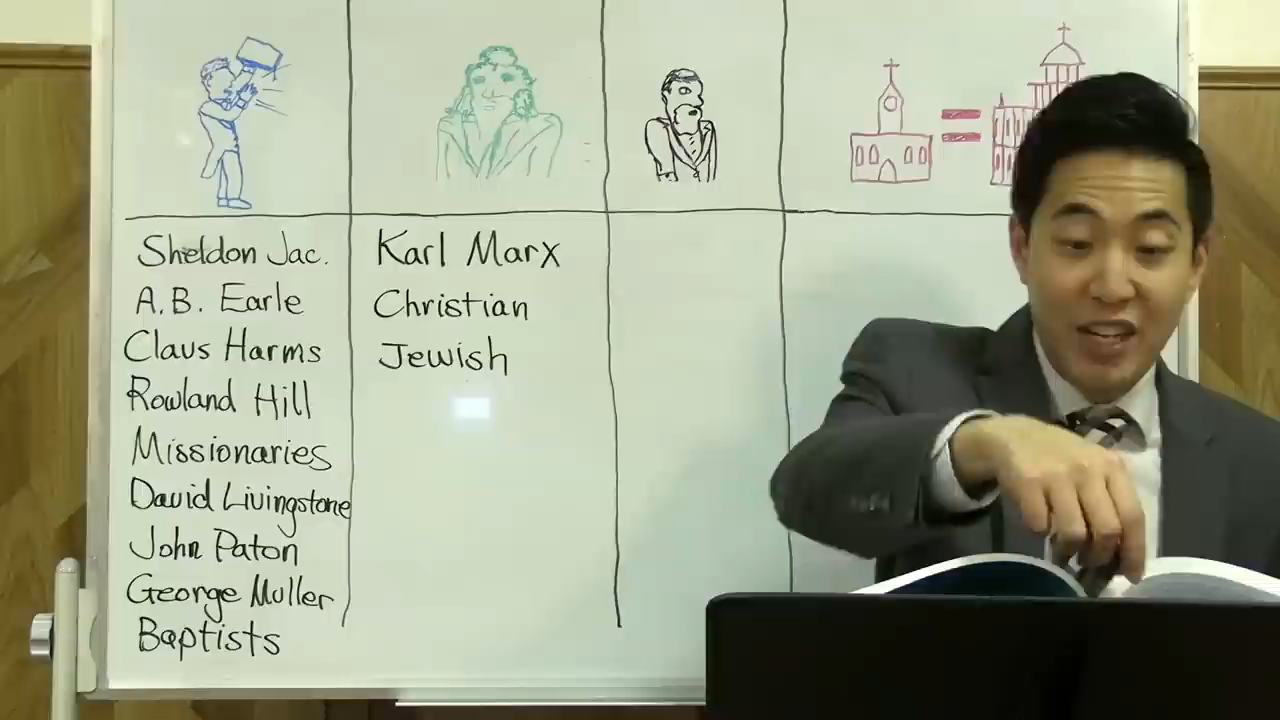 Sheldon Jac.
A.B. Earle
Claus Harms
Rowland Hill
Missionaries
David Livingstone
John Paton
George Muller
Baptists
Karl Marx
Christian
Jewish